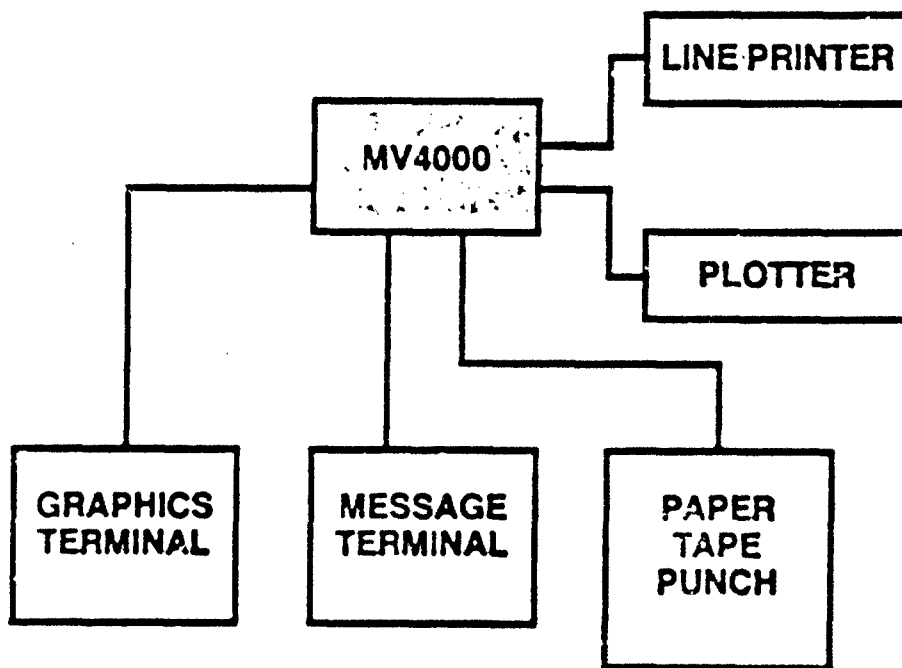 LINE PRINTER
MV4000
PLOTTER
GRAPHICS
TERMINAL
MESSAGE
TERMINAL
PAPER
TAPE
PUNCH